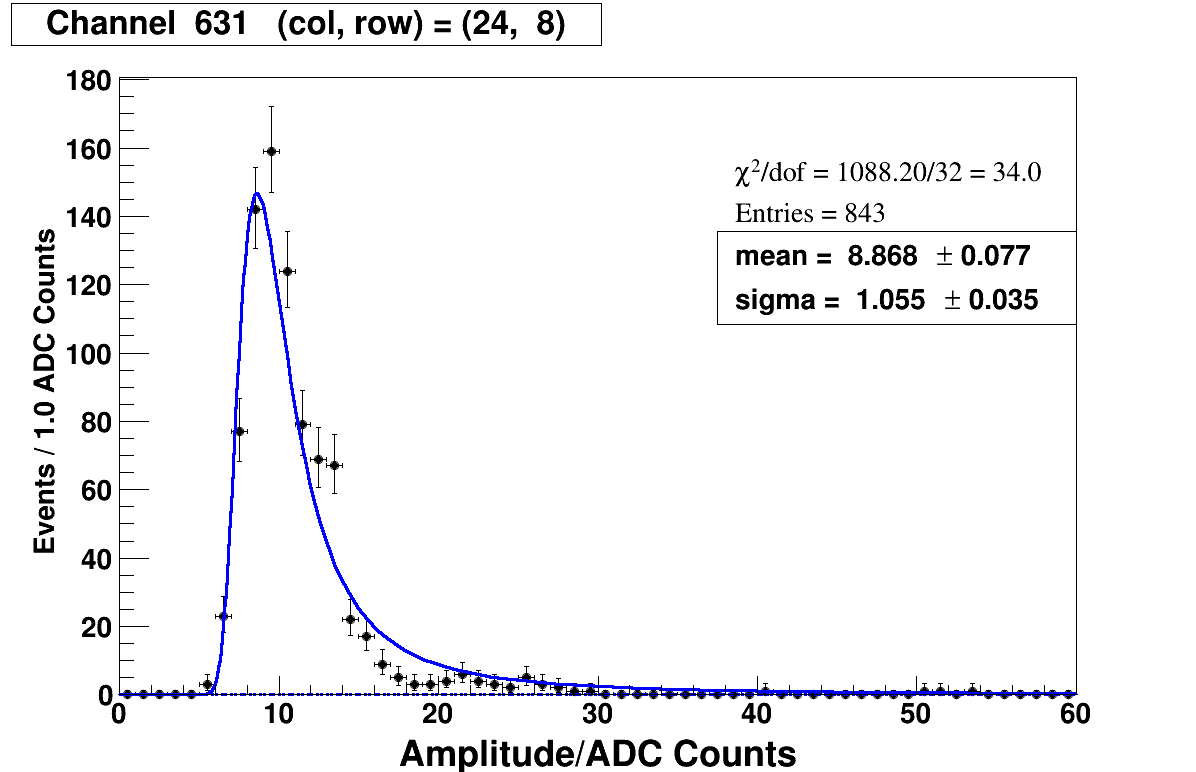 Channel 631 (col, row) = (24, 8)
180
160
140
120
100
80
60
40
20
0
Events / 1.0 ADC Counts
χ²/dof = 1088.20/32 = 34.0
Entries = 843
mean = 8.868 ± 0.077
sigma = 1.055 ± 0.035
0 10 20 30 40 50 60
Amplitude/ADC Counts